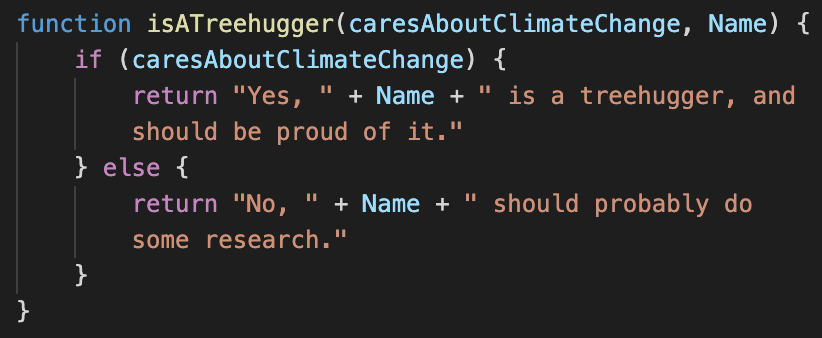 function isATreehugger(caresAboutClimateChange, Name) {
    if (caresAboutClimateChange) {
        return "Yes, " + Name + " is a treehugger, and
        should be proud of it."
    } else {
        return "No, " + Name + " should probably do
        some research."
    }
}